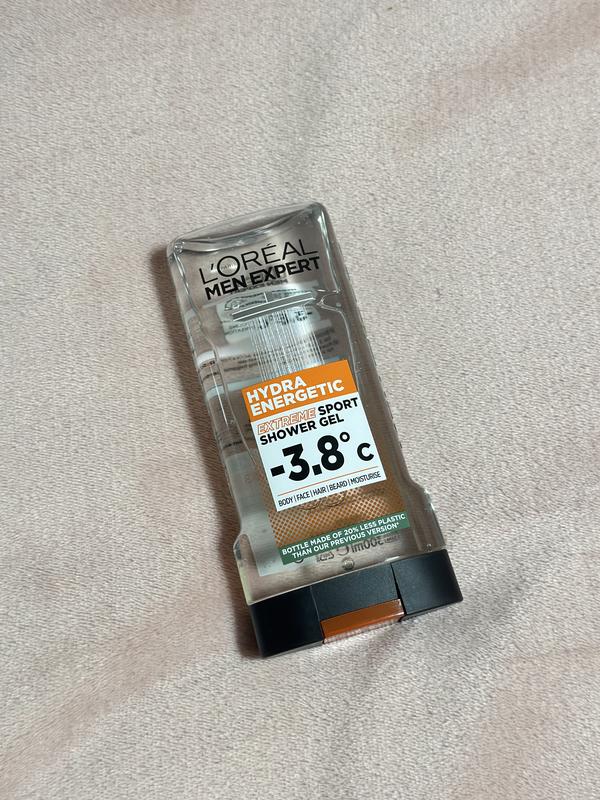 L'ORÉAL
MEN EXPERT
HYDRA
ENERGETIC
EXTREME SPORT
SHOWER GEL
-3.8° C
BODY | FACE | HAIR | BEARD | MOISTURISE
BOTTLE MADE OF 20% LESS PLASTIC
THAN OUR PREVIOUS VERSION*
300ml